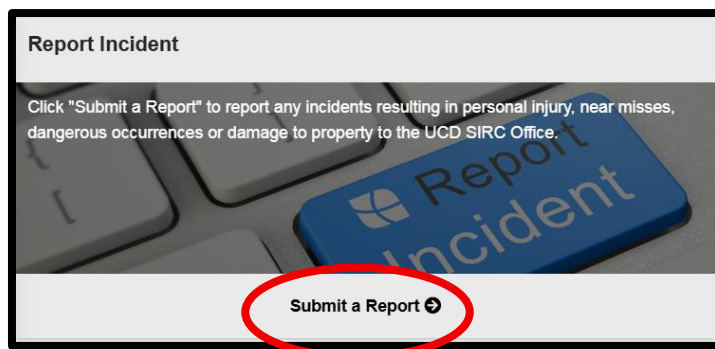 Report Incident
Click "Submit a Report" to report any incidents resulting in personal injury, near misses,
dangerous occurrences or damage to property to the UCD SIRC Office.
{
[
{
[
Report
Incident
Submit a Report